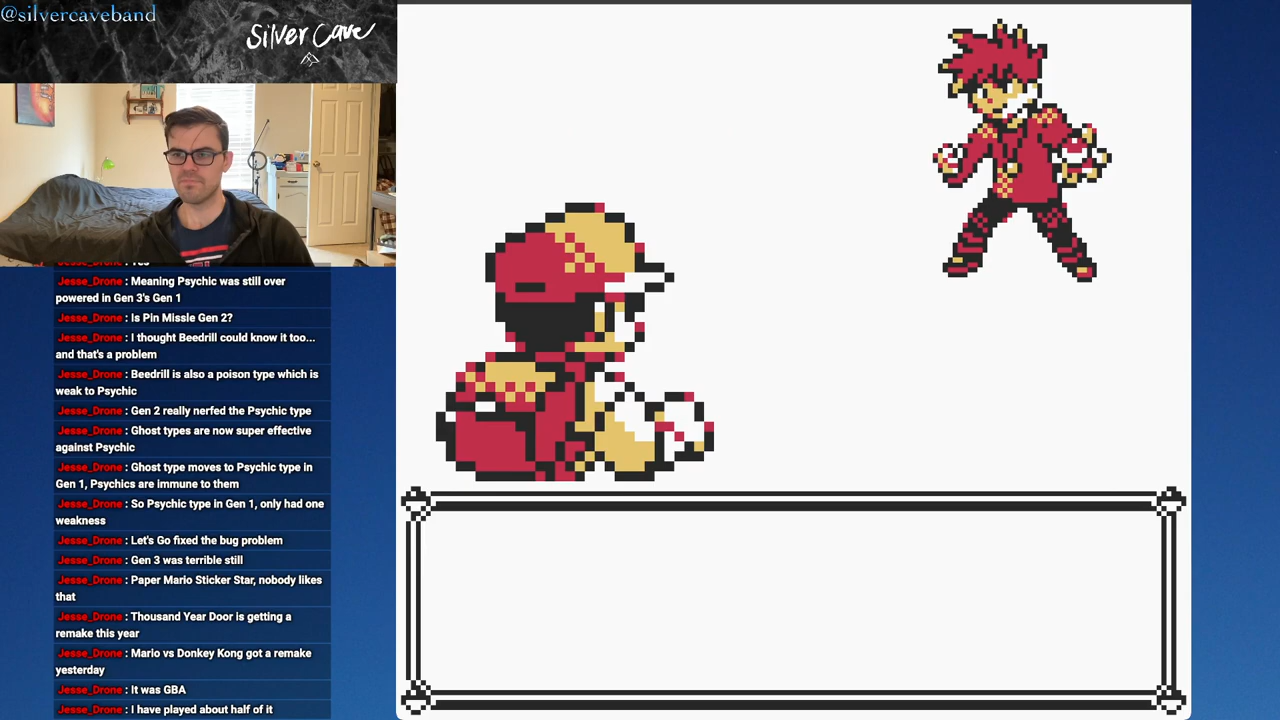 @silvercaveband
Silver Cave
Jesse_Drone : Yes
Jesse_Drone : Meaning Psychic was still over
powered in Gen 3's Gen 1
Jesse_Drone : Is Pin Missle Gen 2?
Jesse_Drone : I thought Beedrill could know it too...
and that's a problem
Jesse_Drone : Beedrill is also a poison type which is
weak to Psychic
Jesse_Drone : Gen 2 really nerfed the Psychic type
Jesse_Drone : Ghost types are now super effective
against Psychic
Jesse_Drone : Ghost type moves to Psychic type in
Gen 1, Psychics are immune to them
Jesse_Drone : So Psychic type in Gen 1, only had one
weakness
Jesse_Drone : Let's Go fixed the bug problem
Jesse_Drone : Gen 3 was terrible still
Jesse_Drone : Paper Mario Sticker Star, nobody likes
that
Jesse_Drone : Thousand Year Door is getting a
remake this year
Jesse_Drone : Mario vs Donkey Kong got a remake
yesterday
Jesse_Drone : It was GBA
Jesse_Drone : I have played about half of it